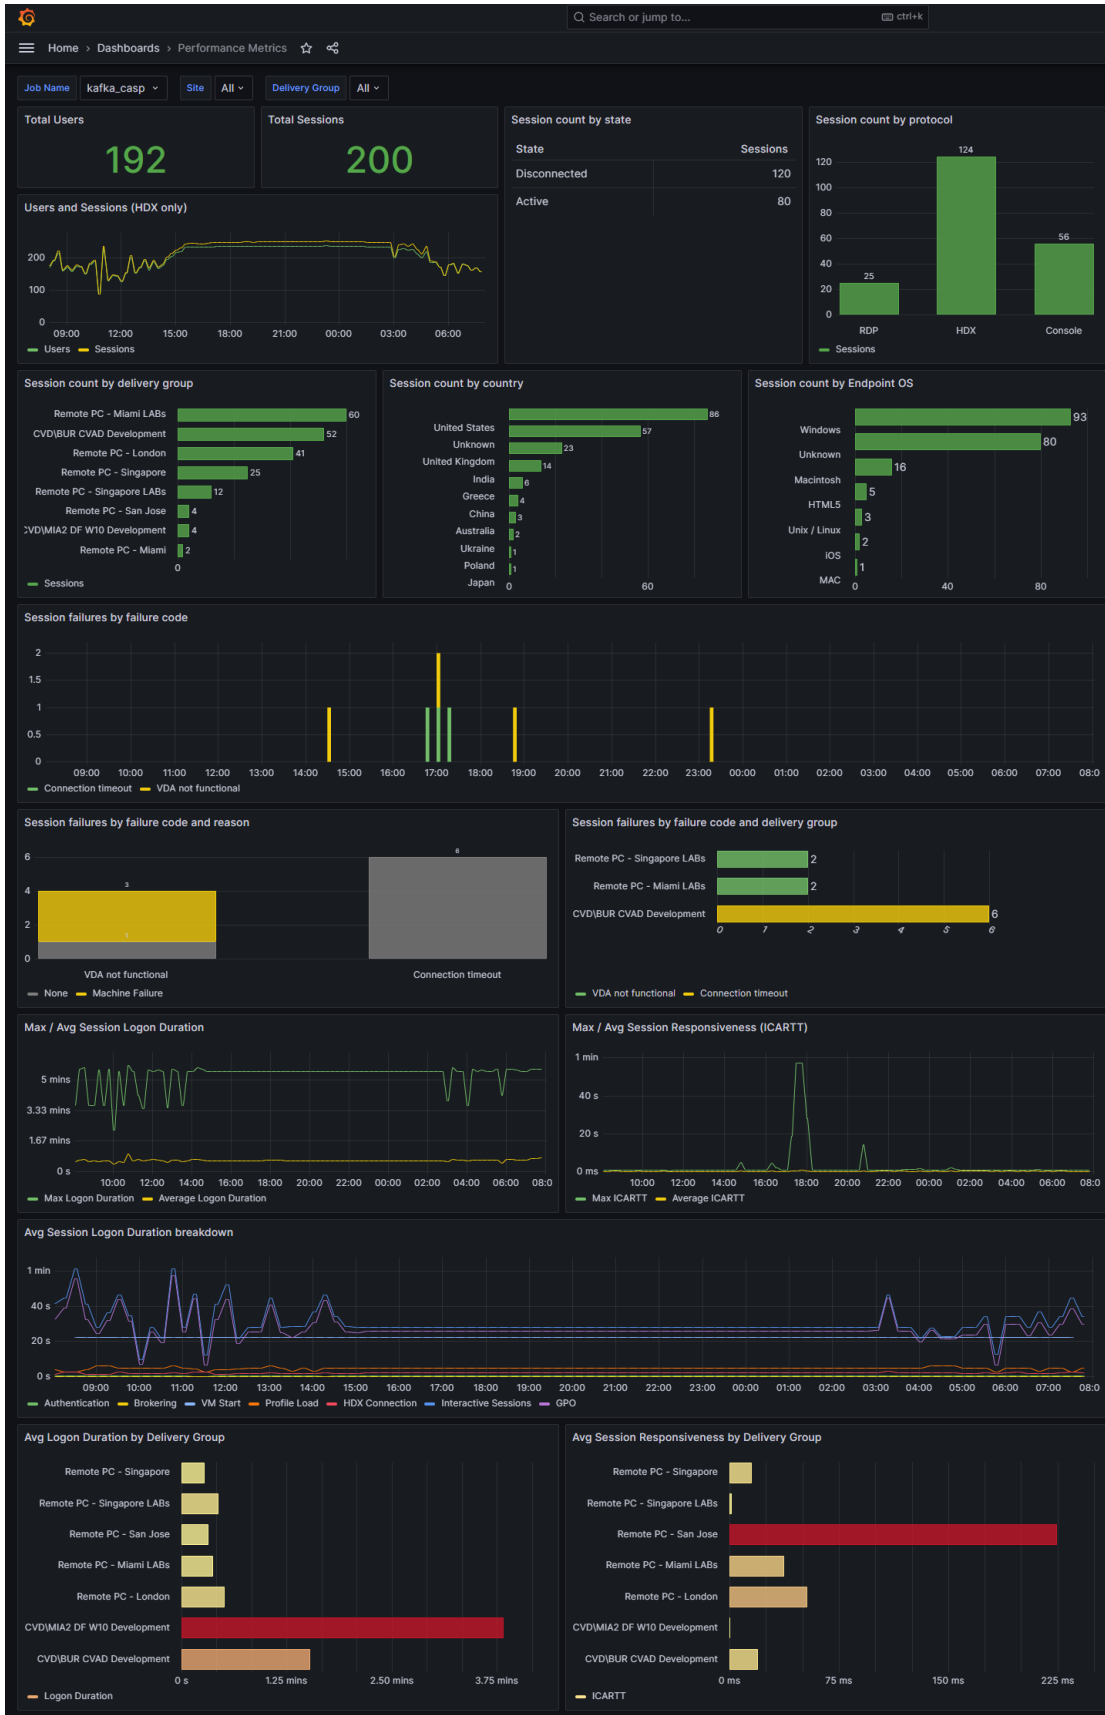 Search or jump to... ctrl+k
Home › Dashboards › Performance Metrics
Job Name kafka_casp Site All Delivery Group All
Total Users
192
Total Sessions
200
Session count by state
State Sessions
Disconnected 120
Active 80
Session count by protocol
120
100
80
60
40
20
0
25
124
56
RDP HDX Console
Sessions
Users and Sessions (HDX only)
200
100
0
09:00 12:00 15:00 18:00 21:00 00:00 03:00 06:00
Users Sessions
Session count by delivery group
Remote PC - Miami LABs 60
CVD\BUR CVAD Development 52
Remote PC - London 41
Remote PC - Singapore 25
Remote PC - Singapore LABs 12
Remote PC - San Jose 4
CVD\MIA2 DF W10 Development 4
Remote PC - Miami 2
0
Sessions
Session count by country
86
United States 57
Unknown 23
United Kingdom 14
India 6
Greece 4
China 3
Australia 2
Ukraine 1
Poland 1
Japan 0 60
Session count by Endpoint OS
93
Windows 80
Unknown 16
Macintosh 5
HTML5 3
Unix / Linux 2
iOS 1
MAC 0 40 80
Session failures by failure code
2
1.5
1
0.5
0
09:00 10:00 11:00 12:00 13:00 14:00 15:00 16:00 17:00 18:00 19:00 20:00 21:00 22:00 23:00 00:00 01:00 02:00 03:00 04:00 05:00 06:00 07:00 08:0
Connection timeout VDA not functional
Session failures by failure code and reason
6
4
2
0
3
1
6
VDA not functional Connection timeout
None Machine Failure
Session failures by failure code and delivery group
Remote PC - Singapore LABs 2
Remote PC - Miami LABs 2
CVD\BUR CVAD Development 6
0 1 2 3 4 5 6
VDA not functional Connection timeout
Max / Avg Session Logon Duration
5 mins
3.33 mins
1.67 mins
0 s
10:00 12:00 14:00 16:00 18:00 20:00 22:00 00:00 02:00 04:00 06:00 08:0
Max Logon Duration Average Logon Duration
Max / Avg Session Responsiveness (ICARTT)
1 min
40 s
20 s
0 ms
10:00 12:00 14:00 16:00 18:00 20:00 22:00 00:00 02:00 04:00 06:00 08:0
Max ICARTT Average ICARTT
Avg Session Logon Duration breakdown
1 min
40 s
20 s
0 s
09:00 10:00 11:00 12:00 13:00 14:00 15:00 16:00 17:00 18:00 19:00 20:00 21:00 22:00 23:00 00:00 01:00 02:00 03:00 04:00 05:00 06:00 07:00 08:0
Authentication Brokering VM Start Profile Load HDX Connection Interactive Sessions GPO
Avg Logon Duration by Delivery Group
Remote PC - Singapore
Remote PC - Singapore LABs
Remote PC - San Jose
Remote PC - Miami LABs
Remote PC - London
CVD\MIA2 DF W10 Development
CVD\BUR CVAD Development
0 s 1.25 mins 2.50 mins 3.75 mins
Logon Duration
Avg Session Responsiveness by Delivery Group
Remote PC - Singapore
Remote PC - Singapore LABs
Remote PC - San Jose
Remote PC - Miami LABs
Remote PC - London
CVD\MIA2 DF W10 Development
CVD\BUR CVAD Development
0 ms 75 ms 150 ms 225 ms
ICARTT